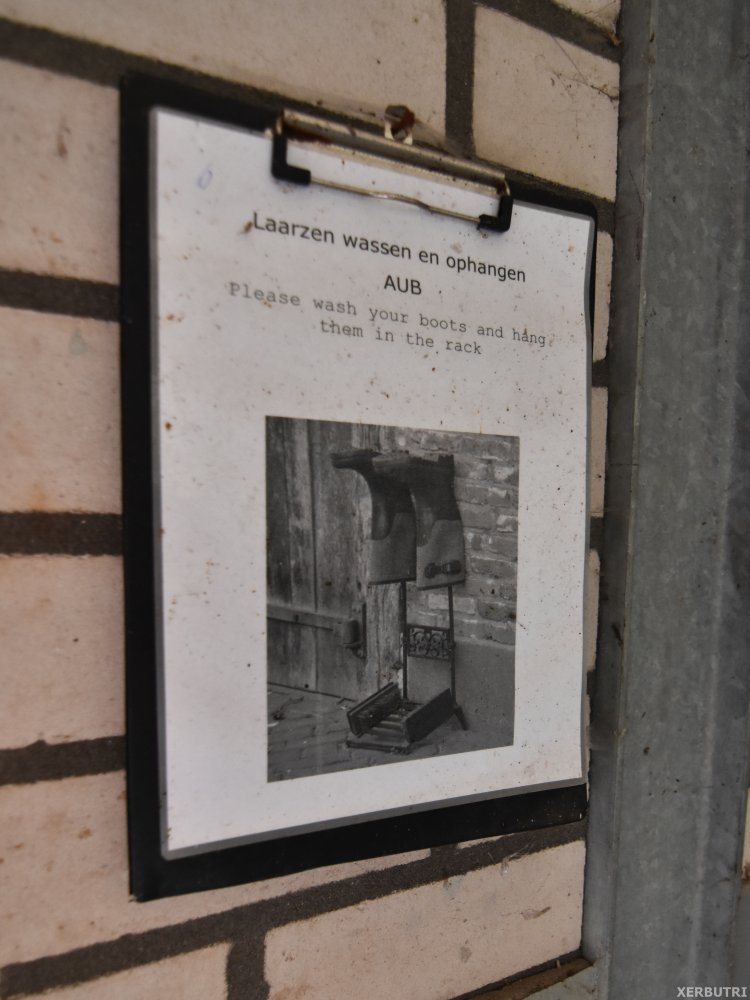 Laarzen wassen en ophangen
AUB
Please wash your boots and hang
them in the rack
XERBUTRI